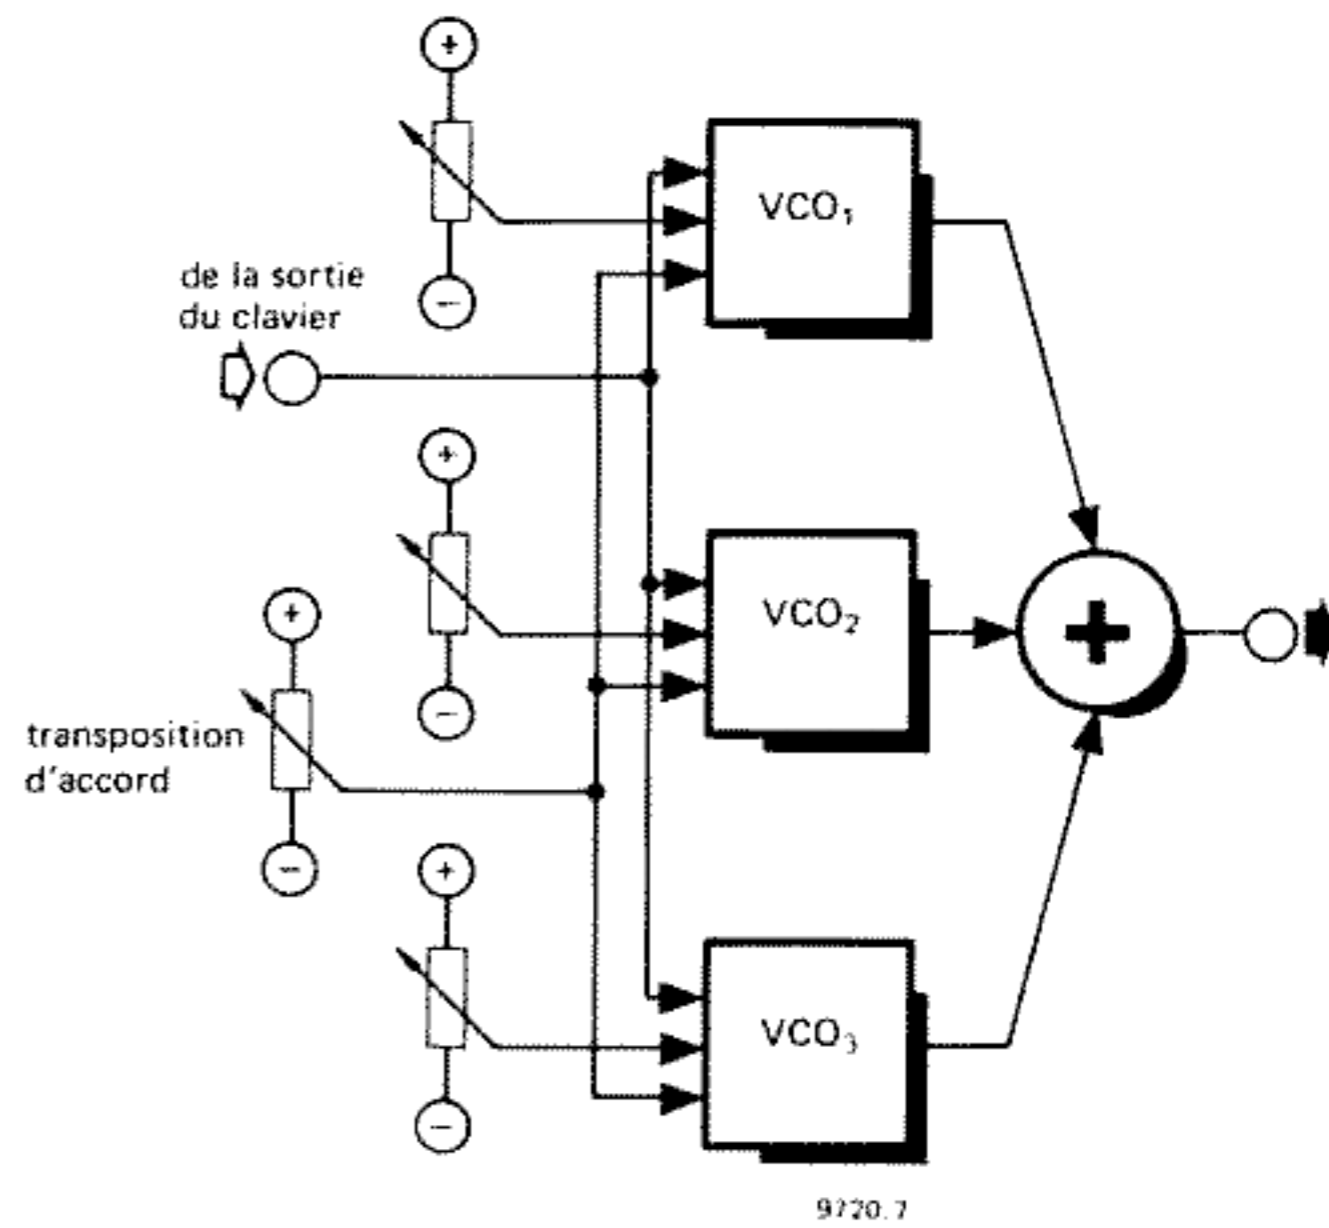 +
VCO₁
−
de la sortie
du clavier
+
VCO₂
+
+
−
transposition
d'accord
−
+
VCO₃
−
9720.7